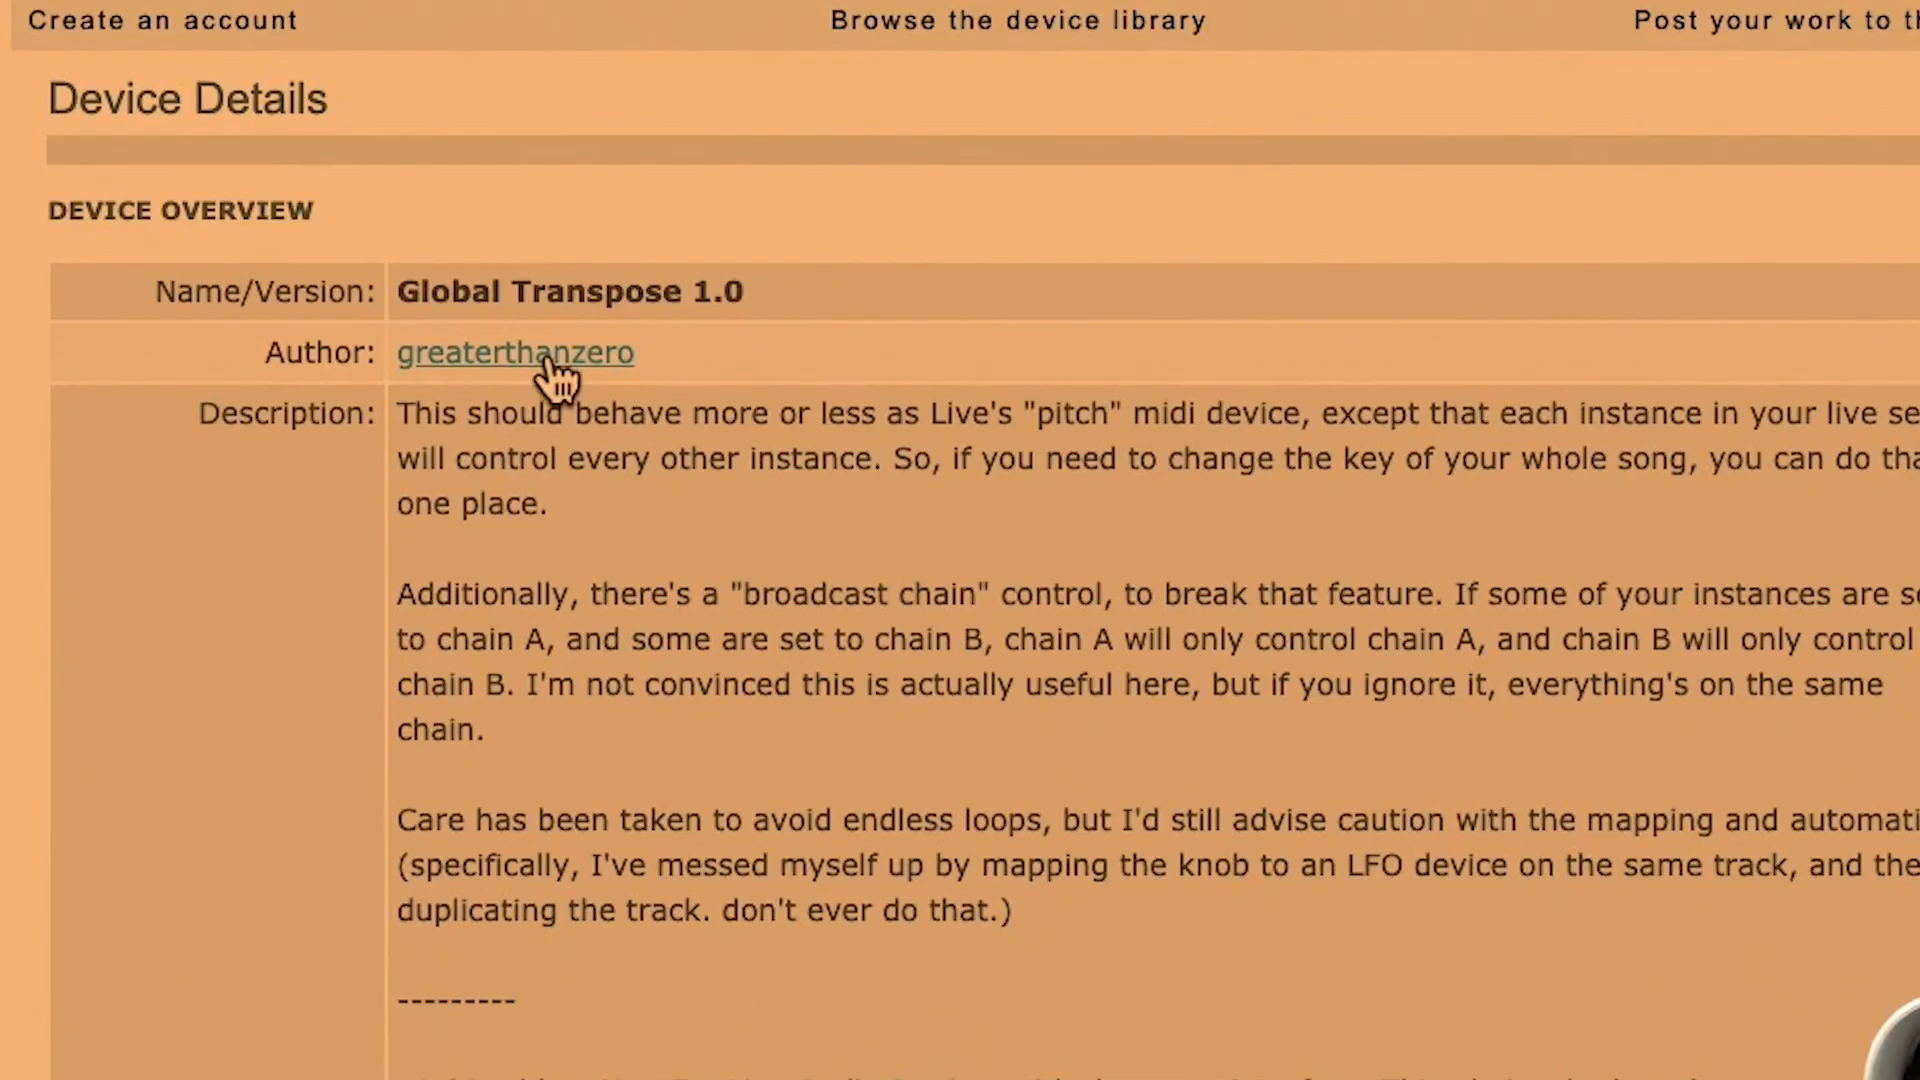 Create an account
Browse the device library
Post your work to
Device Details
DEVICE OVERVIEW
Name/Version: Global Transpose 1.0
Author: greaterthanzero
Description: This should behave more or less as Live's "pitch" midi device, except that each instance in your live
will control every other instance. So, if you need to change the key of your whole song, you can do
one place.
Additionally, there's a "broadcast chain" control, to break that feature. If some of your instances are
to chain A, and some are set to chain B, chain A will only control chain A, and chain B will only control
chain B. I'm not convinced this is actually useful here, but if you ignore it, everything's on the same
chain.
Care has been taken to avoid endless loops, but I'd still advise caution with the mapping and
(specifically, I've messed myself up by mapping the knob to an LFO device on the same track, and
duplicating the track. don't ever do that.)
---------